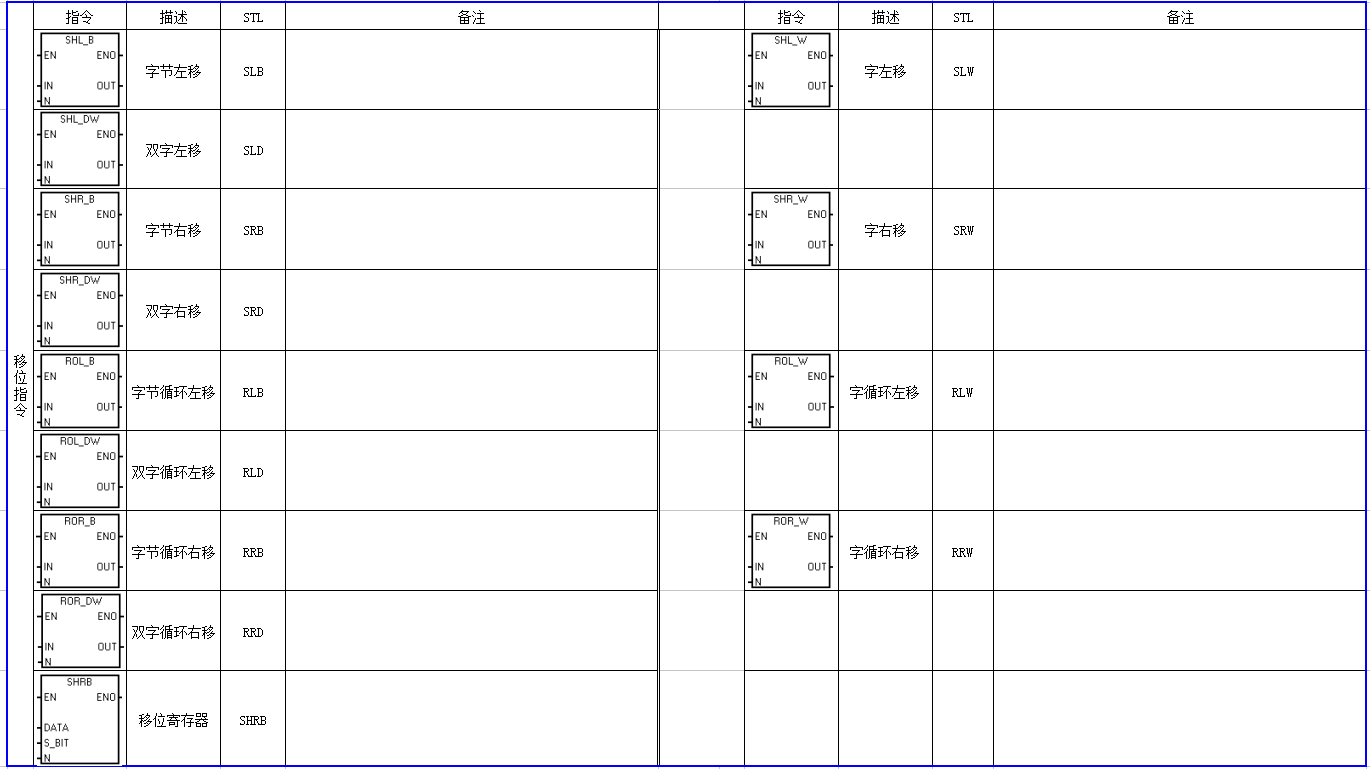 指令 描述 STL 备注 指令 描述 STL 备注
移位指令
SHL_B
EN ENO
IN OUT
N
字节左移 SLB
SHL_W
EN ENO
IN OUT
N
字左移 SLW
SHL_DW
EN ENO
IN OUT
N
双字左移 SLD
SHR_B
EN ENO
IN OUT
N
字节右移 SRB
SHR_W
EN ENO
IN OUT
N
字右移 SRW
SHR_DW
EN ENO
IN OUT
N
双字右移 SRD
ROL_B
EN ENO
IN OUT
N
字节循环左移 RLB
ROL_W
EN ENO
IN OUT
N
字循环左移 RLW
ROL_DW
EN ENO
IN OUT
N
双字循环左移 RLD
ROR_B
EN ENO
IN OUT
N
字节循环右移 RRB
ROR_W
EN ENO
IN OUT
N
字循环右移 RRW
ROR_DW
EN ENO
IN OUT
N
双字循环右移 RRD
SHRB
EN ENO
DATA
S_BIT
N
移位寄存器 SHRB